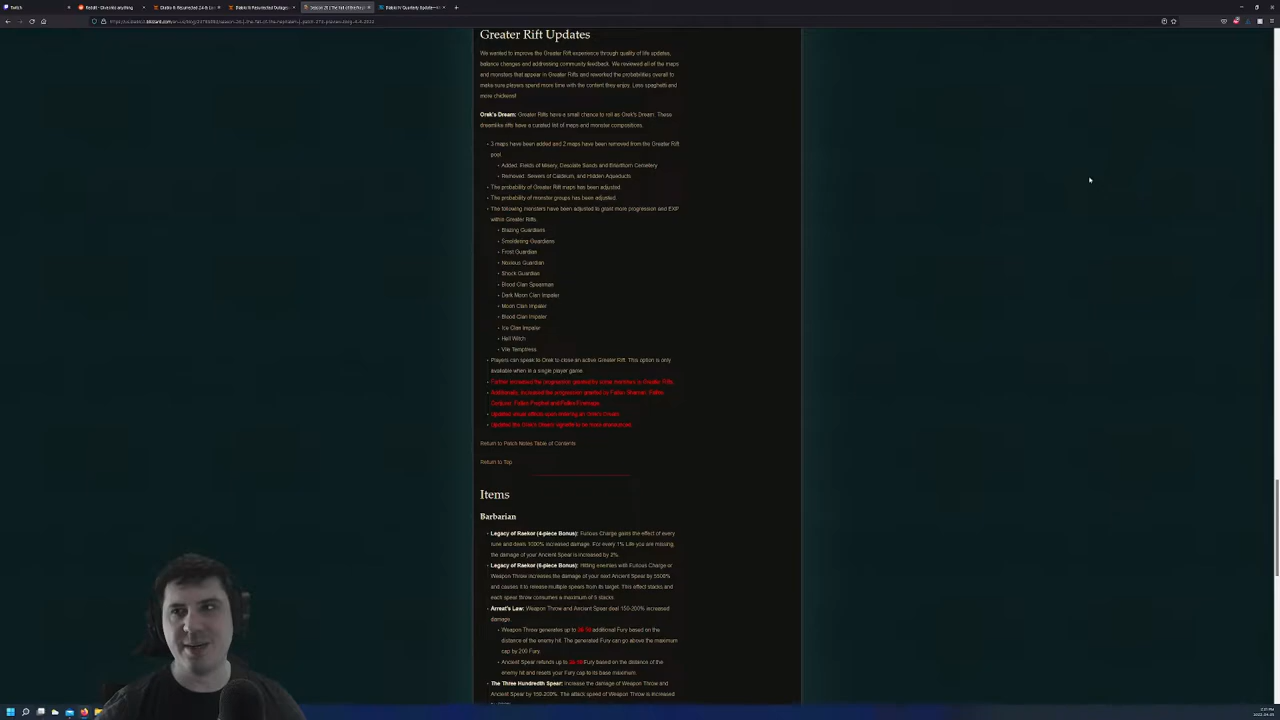 Twitch
Reddit - Dive into anything
Greater Rift Updates
We wanted to improve the Greater Rift experience through quality of life updates,
balance changes and addressing community feedback. We reviewed all of the maps
and monsters that appear in Greater Rifts and reworked the probabilities overall to
make sure players spend more time with the content they enjoy. Less spaghetti and
more chickens!
Orek's Dream: Greater Rifts have a small chance to roll as Orek's Dream. These
dreamlike rifts have a curated list of maps and monster compositions.
• 3 maps have been added and 2 maps have been removed from the Greater Rift
pool
• Added: Fields of Misery, Desolate Sands and Briarthorn Cemetery
• Removed: Sewers of Caldeum, and Hidden Aqueducts
• The probability of Greater Rift maps has been adjusted.
• The probability of monster groups has been adjusted.
• The following monsters have been adjusted to grant more progression and EXP
within Greater Rifts.
• Blazing Guardians
• Smoldering Guardians
• Frost Guardian
• Noxious Guardian
• Shock Guardian
• Blood Clan Spearman
• Dark Moon Clan Impaler
• Moon Clan Impaler
• Blood Clan Impaler
• Ice Clan Impaler
• Hell Witch
• Vile Temptress
• Players can speak to Orek to close an active Greater Rift. This option is only
available when in a single player game.
• Further increased the progression granted by some monsters in Greater Rifts.
• Additionally, increased the progression granted by Fallen Shaman, Fallen
Conjurer, Fallen Prophet and Fallen Firemage.
• Updated visual effects upon entering an Orek's Dream
• Updated the Orek's Dream vignette to be more pronounced.
Return to Patch Notes Table of Contents
Return to Top
Items
Barbarian
• Legacy of Raekor (4-piece Bonus): Furious Charge gains the effect of every
rune and deals 1000% increased damage. For every 1% Life you are missing,
the damage of your Ancient Spear is increased by 2%.
• Legacy of Raekor (6-piece Bonus): Hitting enemies with Furious Charge or
Weapon Throw increases the damage of your next Ancient Spear by 5500%
and causes it to release multiple spears from its target. This effect stacks and
each spear throw consumes a maximum of 5 stacks.
• Arreat's Law: Weapon Throw and Ancient Spear deal 150-200% increased
damage.
• Weapon Throw generates up to additional Fury based on the
distance of the enemy hit. The generated Fury can go above the maximum
cap by 200 Fury.
• Ancient Spear refunds up to Fury based on the distance of the
enemy hit and resets your Fury cap to its base maximum.
• The Three Hundredth Spear: Increase the damage of Weapon Throw and
Ancient Spear by 150-200%. The attack speed of Weapon Throw is increased